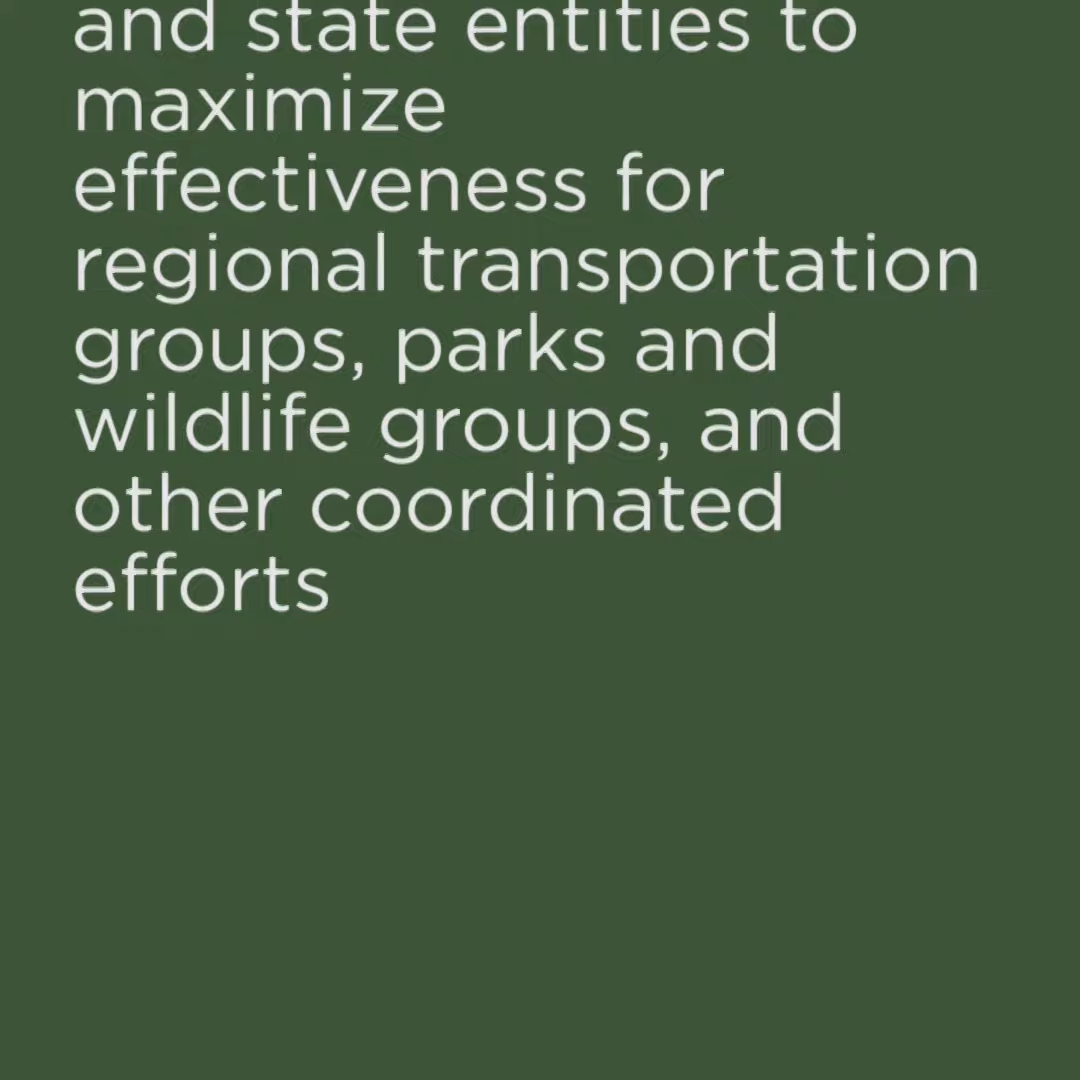 and state entities to
maximize
effectiveness for
regional transportation
groups, parks and
wildlife groups, and
other coordinated
efforts